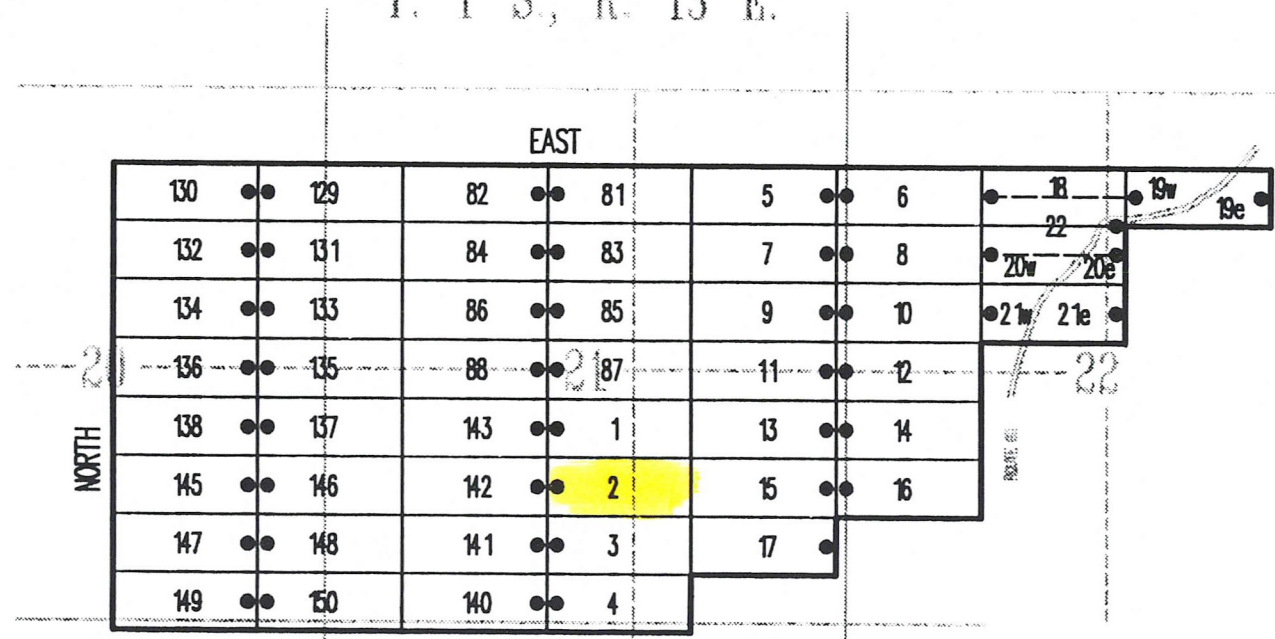 T. 1 S., R. 13 E.
EAST
130 129 82 81 5 6 18 19w 19e
132 131 84 83 7 8 22 20w 20e
134 133 86 85 9 10 21w 21e
20 136 135 88 21 87 11 12 22
NORTH
138 137 143 1 13 14
145 146 142 2 15 16
147 148 141 3 17
149 150 140 4